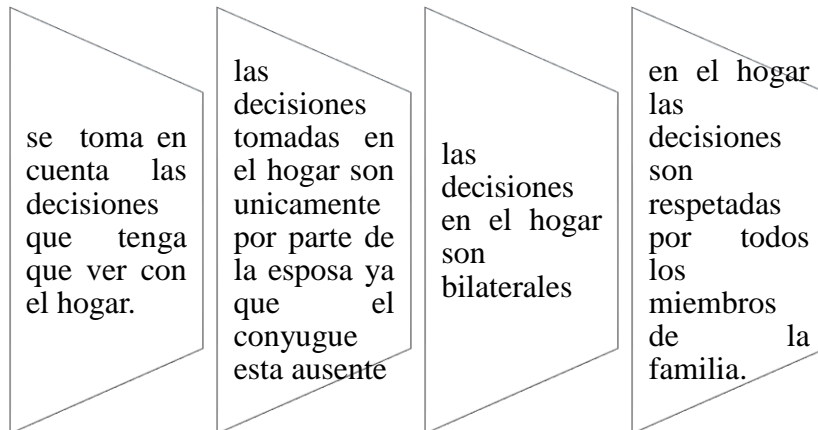 se toma en
cuenta las
decisiones
que tenga
que ver con
el hogar.
las
decisiones
tomadas en
el hogar son
unicamente
por parte de
la esposa ya
que el
conyugue
esta ausente
las
decisiones
en el hogar
son
bilaterales
en el hogar
las
decisiones
son
respetadas
por todos
los
miembros
de la
familia.